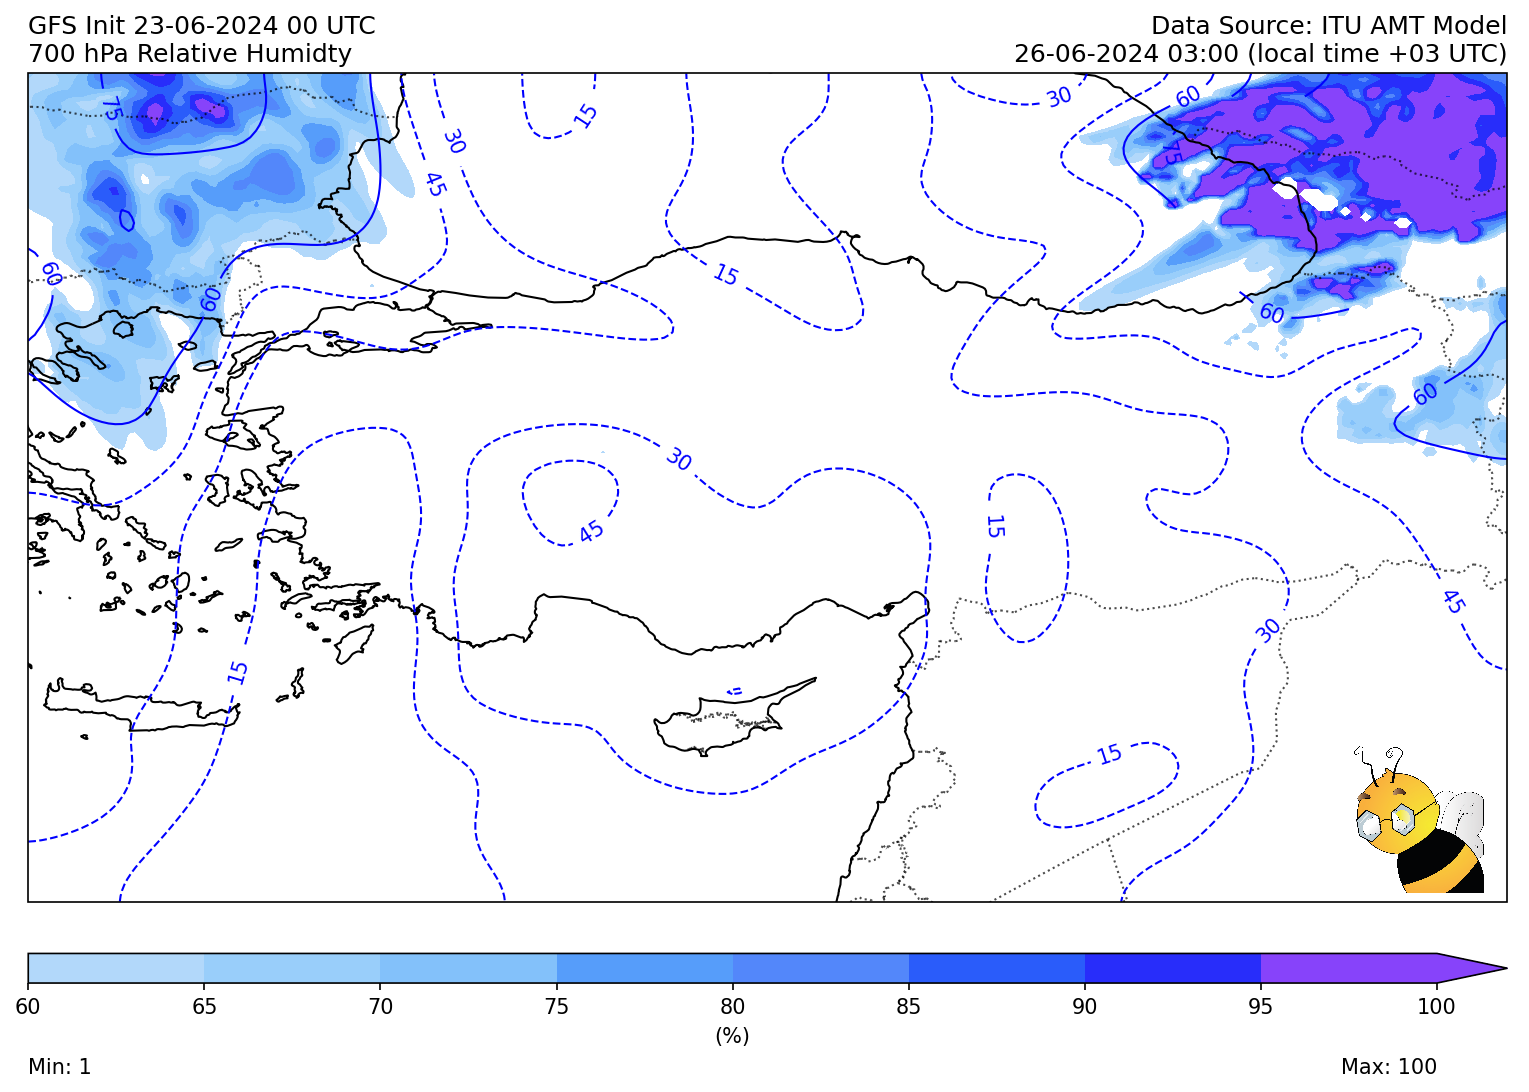 GFS Init 23-06-2024 00 UTC
Data Source: ITU AMT Model
700 hPa Relative Humidty
26-06-2024 03:00 (local time +03 UTC)
75
15
30
60
30
45
75
15
60
60
60
60
30
45
15
45
30
15
15
60 65 70 75 80 85 90 95 100
(%)
Min: 1
Max: 100